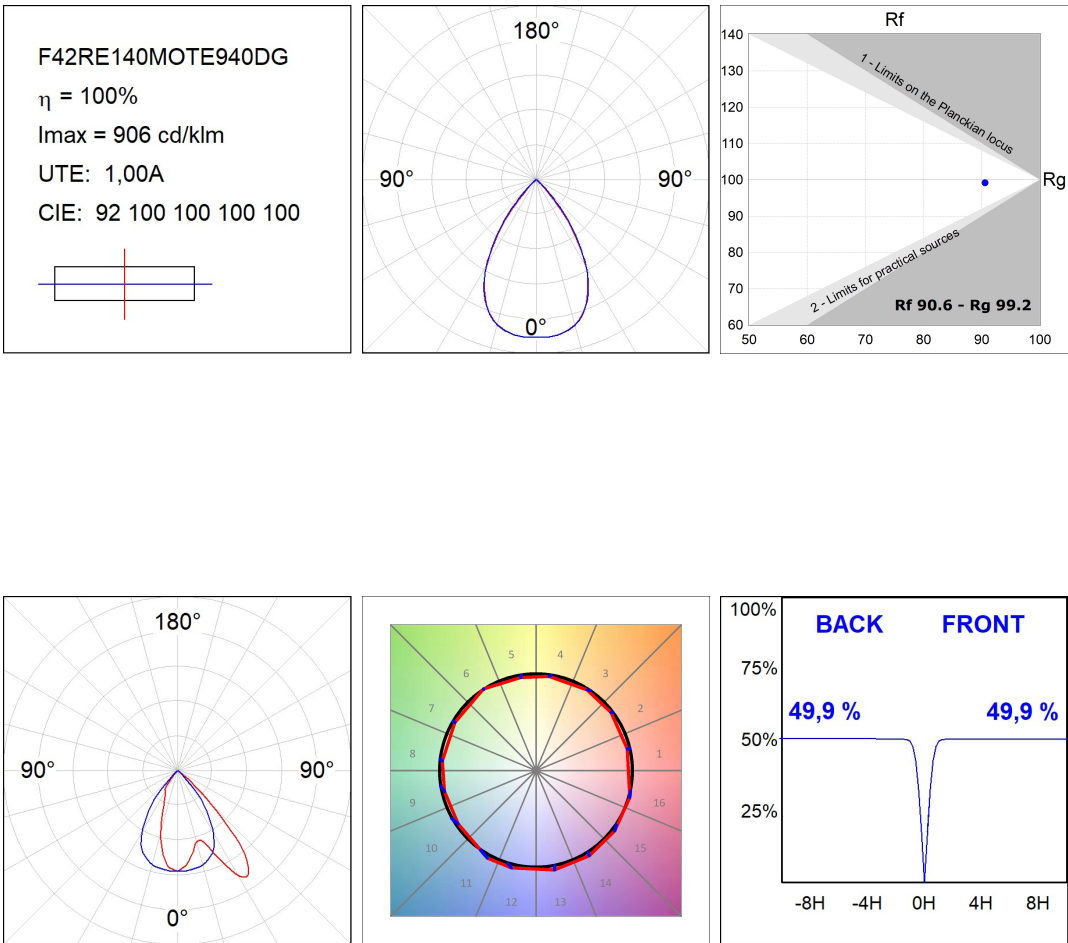 F42RE140MOTE940DG
η = 100%
Imax = 906 cd/klm
UTE: 1,00A
CIE: 92 100 100 100 100
180°
90° 90°
0°
Rf
140
130
120
110
100
90
80
70
60
50 60 70 80 90 100
Rg
1 - Limits on the Planckian locus
2 - Limits for practical sources
Rf 90.6 - Rg 99.2
180°
90° 90°
0°
1
2
3
4
5
6
7
8
9
10
11
12
13
14
15
16
100%
75%
50%
25%
BACK FRONT
49,9 % 49,9 %
-8H -4H 0H 4H 8H